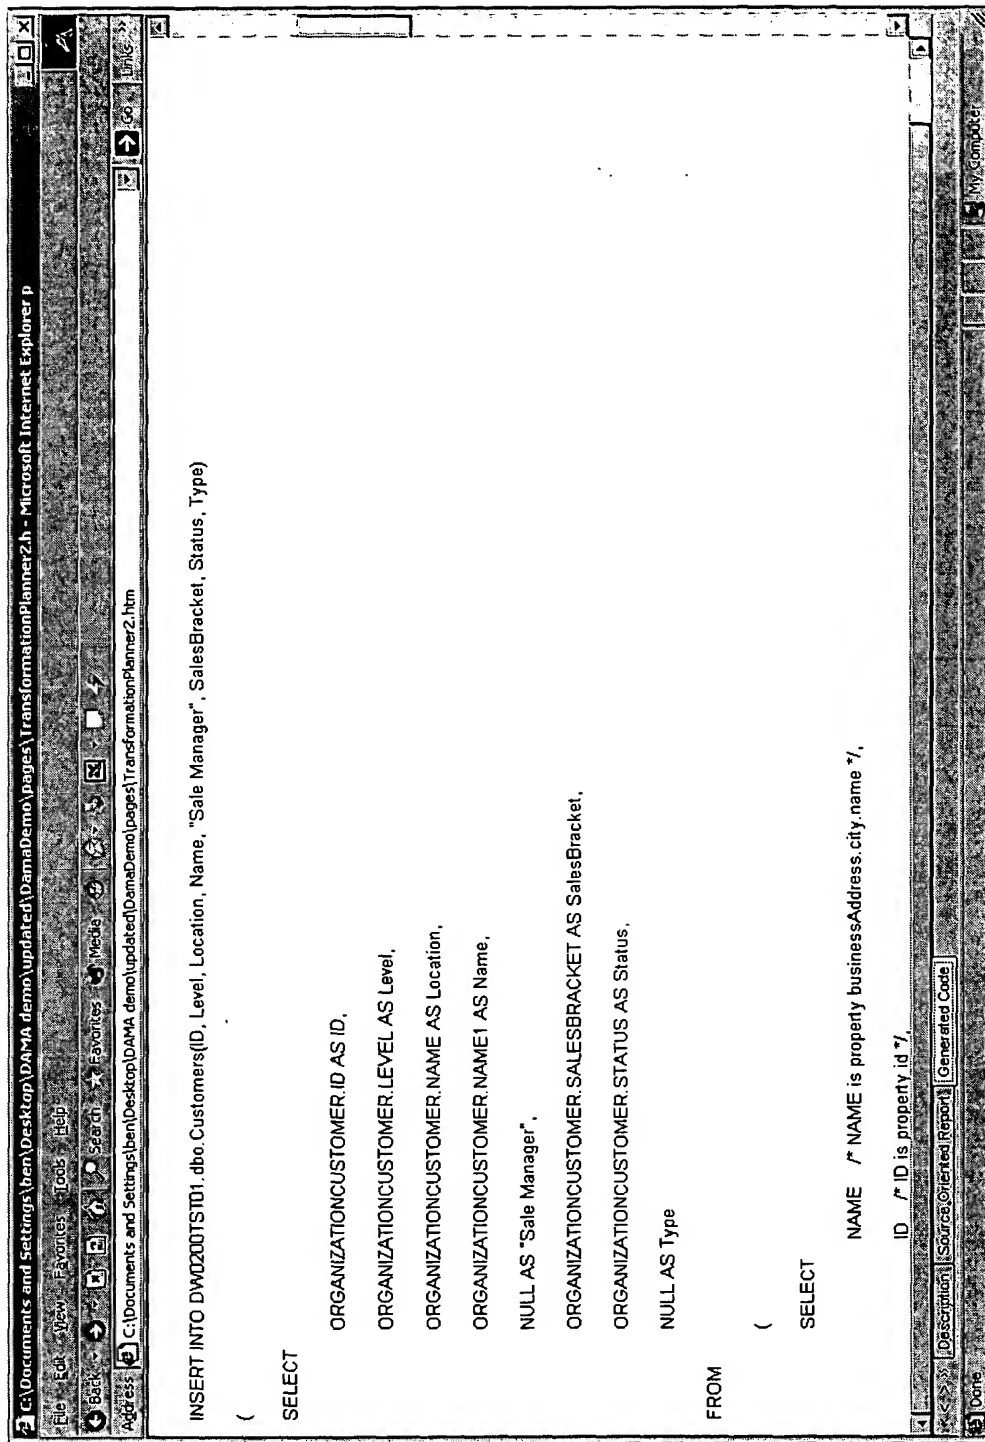 C:\Documents and Settings\ben\Desktop\DAMA demo\updated\DamaDemo\pages\TransformationPlanner2.h - Microsoft Internet Explorer p
File Edit View Favorites Tools Help
Back Search Favorites Media
Address C:\Documents and Settings\ben\Desktop\DAMA demo\updated\DamaDemo\pages\TransformationPlanner2.htm Go Links »
INSERT INTO DW0200TST01.dbo.Customers(ID, Level, Location, Name, "Sale Manager", SalesBracket, Status, Type)
(
SELECT
ORGANIZATIONCUSTOMER.ID AS ID,
ORGANIZATIONCUSTOMER.LEVEL AS Level,
ORGANIZATIONCUSTOMER.NAME AS Location,
ORGANIZATIONCUSTOMER.NAME1 AS Name,
NULL AS "Sale Manager",
ORGANIZATIONCUSTOMER.SALESBRACKET AS SalesBracket,
ORGANIZATIONCUSTOMER.STATUS AS Status,
NULL AS Type
FROM
(
SELECT
NAME /* NAME is property businessAddress.city.name */,
ID /* ID is property id */,
Description Source Oriented Report Generated Code
Done My Computer